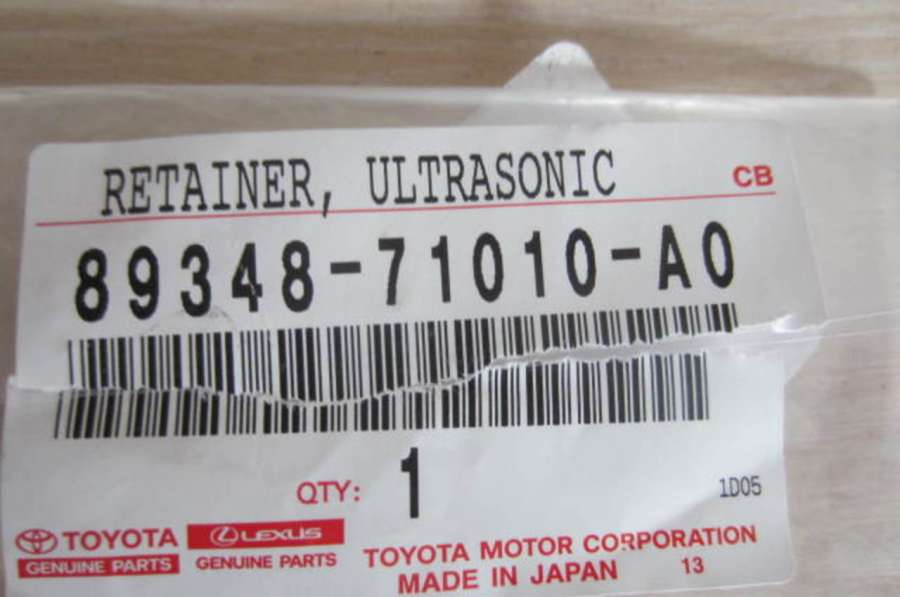 RETAINER, ULTRASONIC CB
89348-71010-A0
QTY: 1
1D05
TOYOTA LEXUS
GENUINE PARTS GENUINE PARTS
TOYOTA MOTOR CORPORATION
MADE IN JAPAN 13